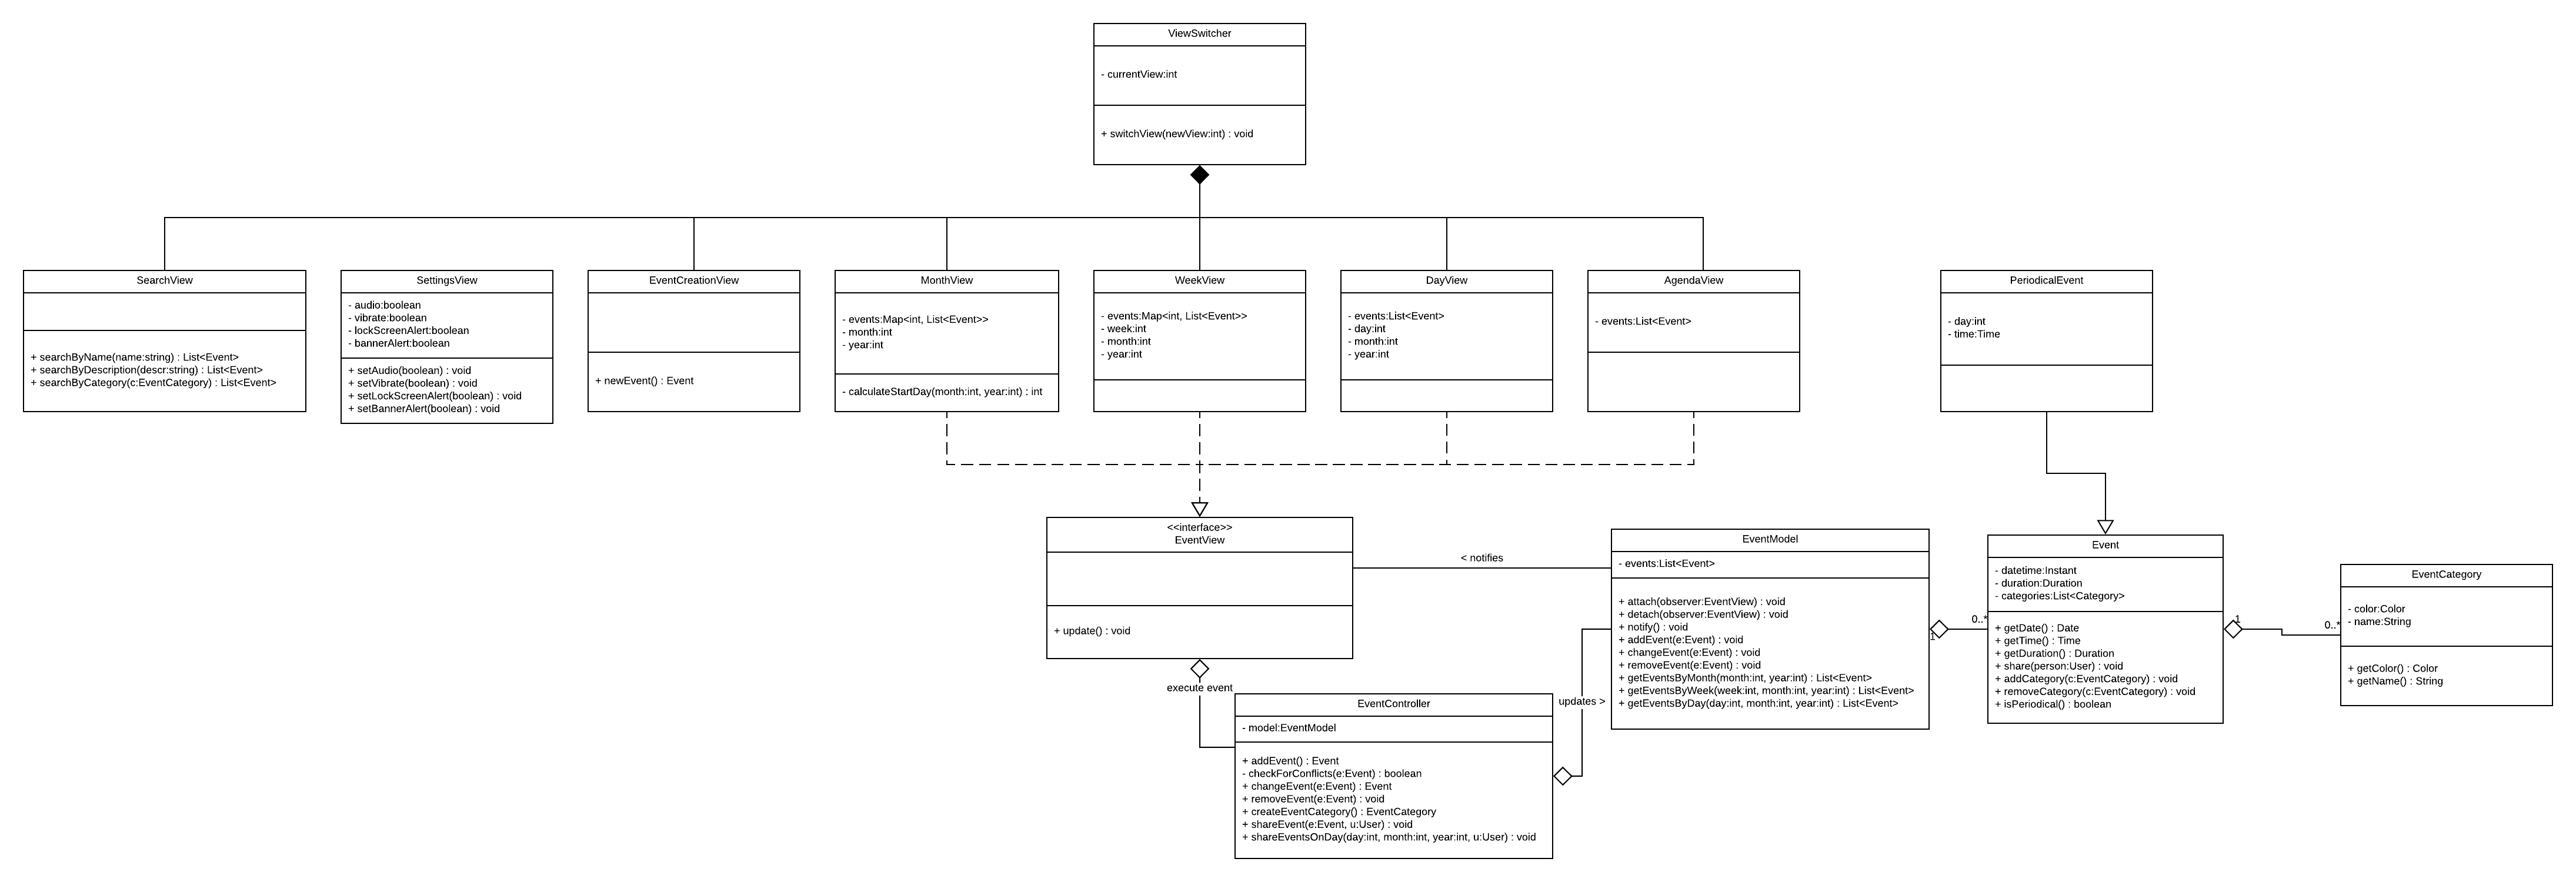 ViewSwitcher
- currentView:int
+ switchView(newView:int) : void
SearchView
+ searchByName(name:string) : List<Event>
+ searchByDescription(descr:string) : List<Event>
+ searchByCategory(c:EventCategory) : List<Event>
SettingsView
- audio:boolean
- vibrate:boolean
- lockScreenAlert:boolean
- bannerAlert:boolean
+ setAudio(boolean) : void
+ setVibrate(boolean) : void
+ setLockScreenAlert(boolean) : void
+ setBannerAlert(boolean) : void
EventCreationView
+ newEvent() : Event
MonthView
- events:Map<int, List<Event>>
- month:int
- year:int
- calculateStartDay(month:int, year:int) : int
WeekView
- events:Map<int, List<Event>>
- week:int
- month:int
- year:int
DayView
- events:List<Event>
- day:int
- month:int
- year:int
AgendaView
- events:List<Event>
PeriodicalEvent
- day:int
- time:Time
<<interface>>
EventView
+ update() : void
< notifies
execute event
EventController
- model:EventModel
+ addEvent() : Event
- checkForConflicts(e:Event) : boolean
+ changeEvent(e:Event) : Event
+ removeEvent(e:Event) : void
+ createEventCategory() : EventCategory
+ shareEvent(e:Event, u:User) : void
+ shareEventsOnDay(day:int, month:int, year:int, u:User) : void
updates >
EventModel
- events:List<Event>
+ attach(observer:EventView) : void
+ detach(observer:EventView) : void
+ notify() : void
+ addEvent(e:Event) : void
+ changeEvent(e:Event) : void
+ removeEvent(e:Event) : void
+ getEventsByMonth(month:int, year:int) : List<Event>
+ getEventsByWeek(week:int, month:int, year:int) : List<Event>
+ getEventsByDay(day:int, month:int, year:int) : List<Event>
1
0..*
Event
- datetime:Instant
- duration:Duration
- categories:List<Category>
+ getDate() : Date
+ getTime() : Time
+ getDuration() : Duration
+ share(person:User) : void
+ addCategory(c:EventCategory) : void
+ removeCategory(c:EventCategory) : void
+ isPeriodical() : boolean
1
0..*
EventCategory
- color:Color
- name:String
+ getColor() : Color
+ getName() : String